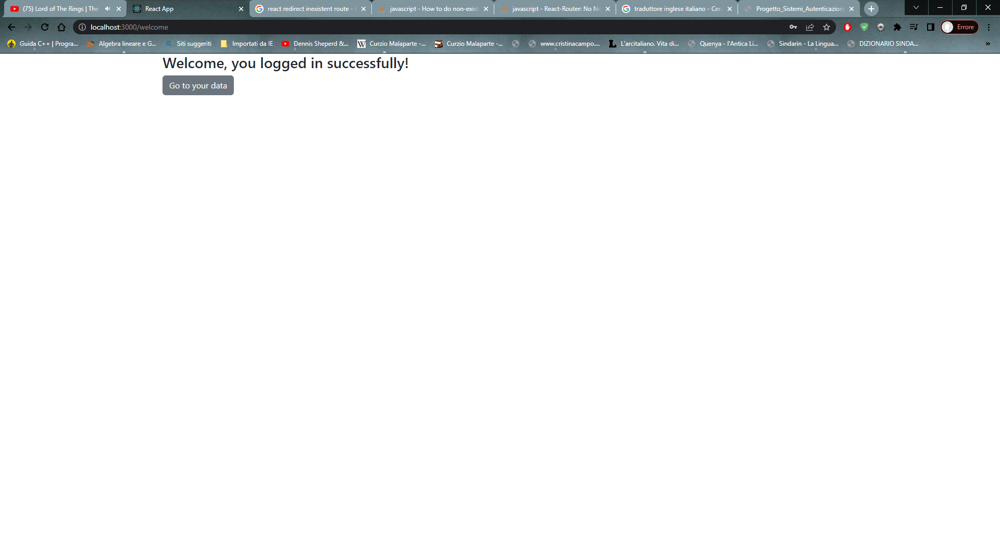 (75) Lord of The Rings | The
React App
react redirect inexistent route -
javascript - How to do non-exist
javascript - React-Router: No No
traduttore inglese italiano - Cerc
Progetto_Sistemi_Autenticazion
localhost:3000/welcome
Errore
Guida C++ | Progra...
Algebra lineare e G...
Siti suggeriti
Importati da IE
Dennis Sheperd &...
W
Curzio Malaparte -...
Curzio Malaparte -...
www.cristinacampo....
L
L'arcitaliano. Vita di...
Quenya - l'Antica Li...
Sindarin - La Lingua...
DIZIONARIO SINDA...
»
Welcome, you logged in successfully!
Go to your data